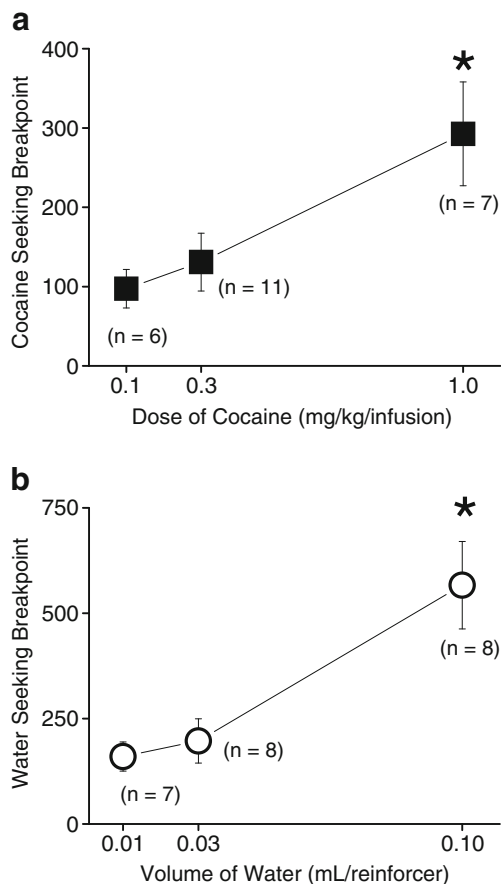 a
400
300
200
100
0
Cocaine Seeking Breakpoint
*
(n = 7)
(n = 11)
(n = 6)
0.1 0.3 1.0
Dose of Cocaine (mg/kg/infusion)
b
750
500
250
0
Water Seeking Breakpoint
*
(n = 8)
(n = 8)
(n = 7)
0.01 0.03 0.10
Volume of Water (mL/reinforcer)